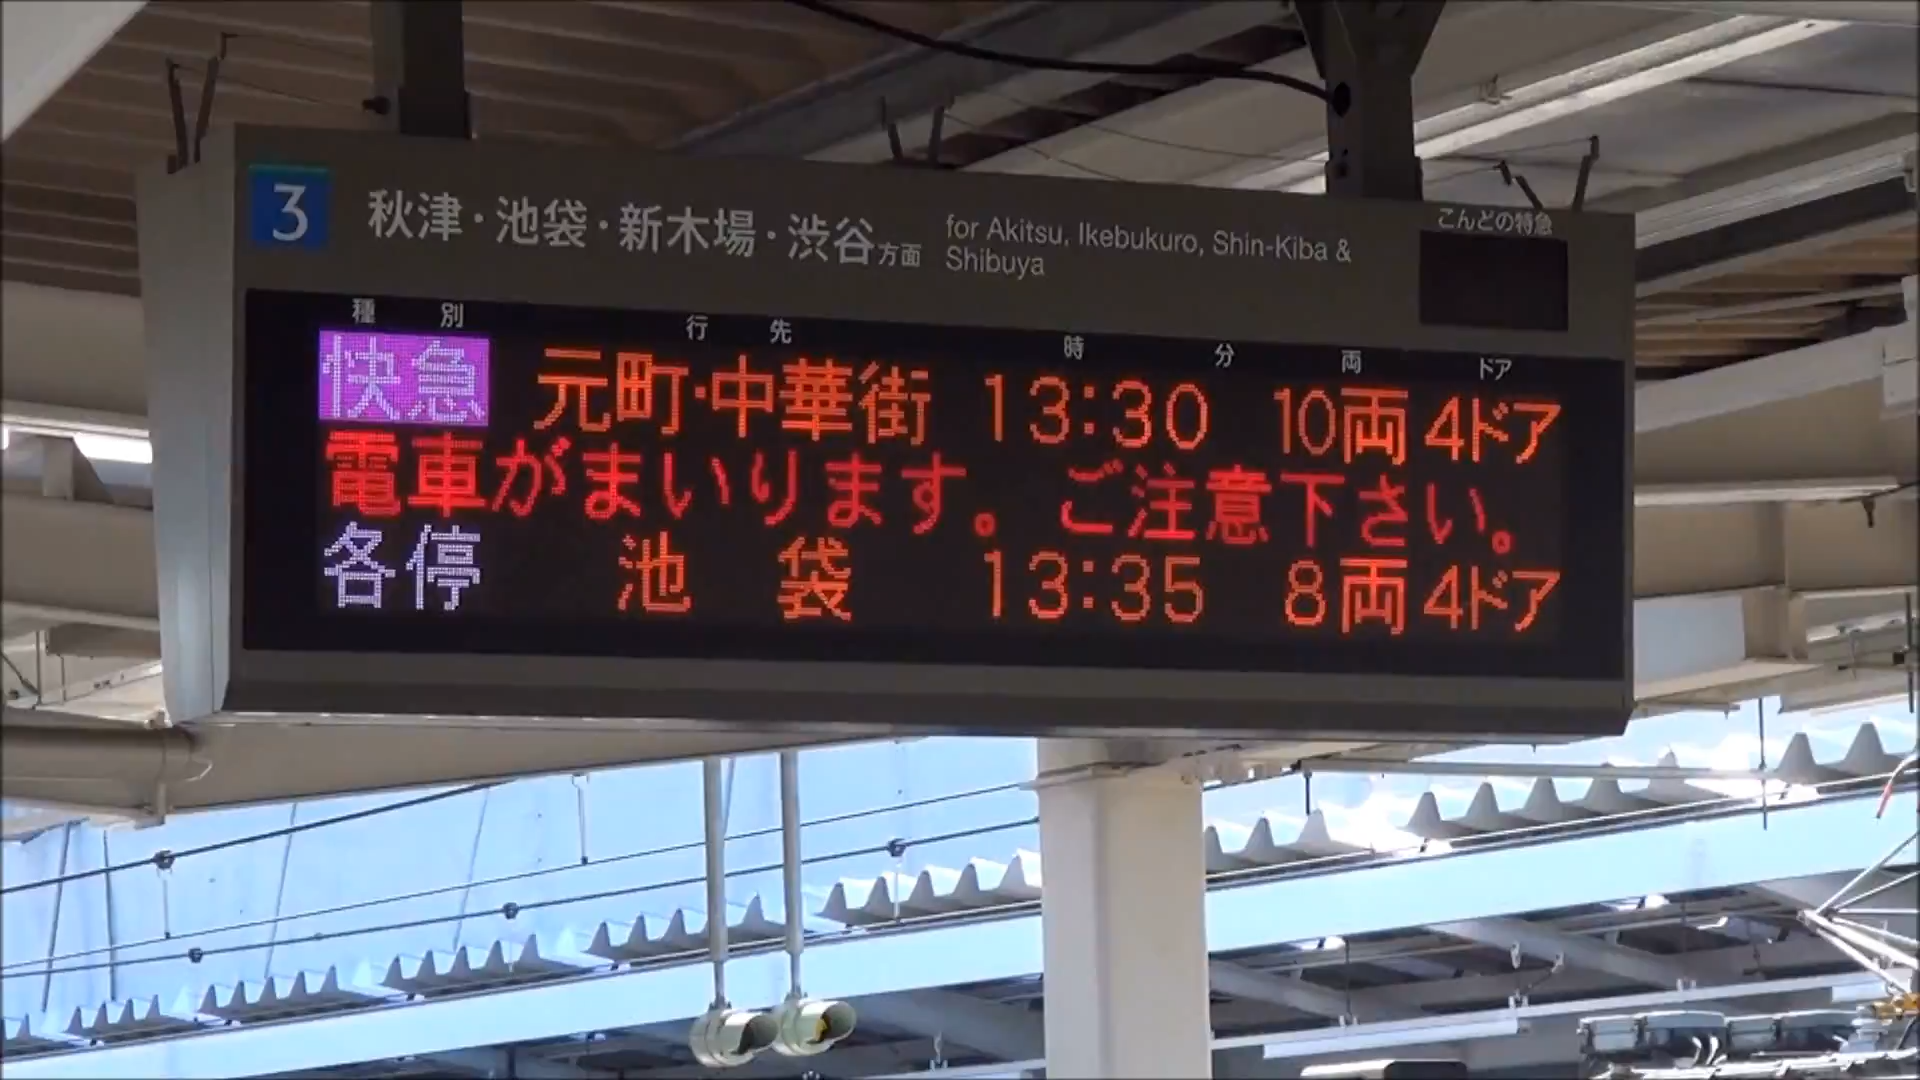 3 秋津・池袋・新木場・渋谷方面 for Akitsu, Ikebukuro, Shin-Kiba &
Shibuya
こんどの特急
種別 行先 時分 両 ドア
快急 元町・中華街 13:30 10両 4ドア
電車がまいります。ご注意下さい。
各停 池袋 13:35 8両 4ドア